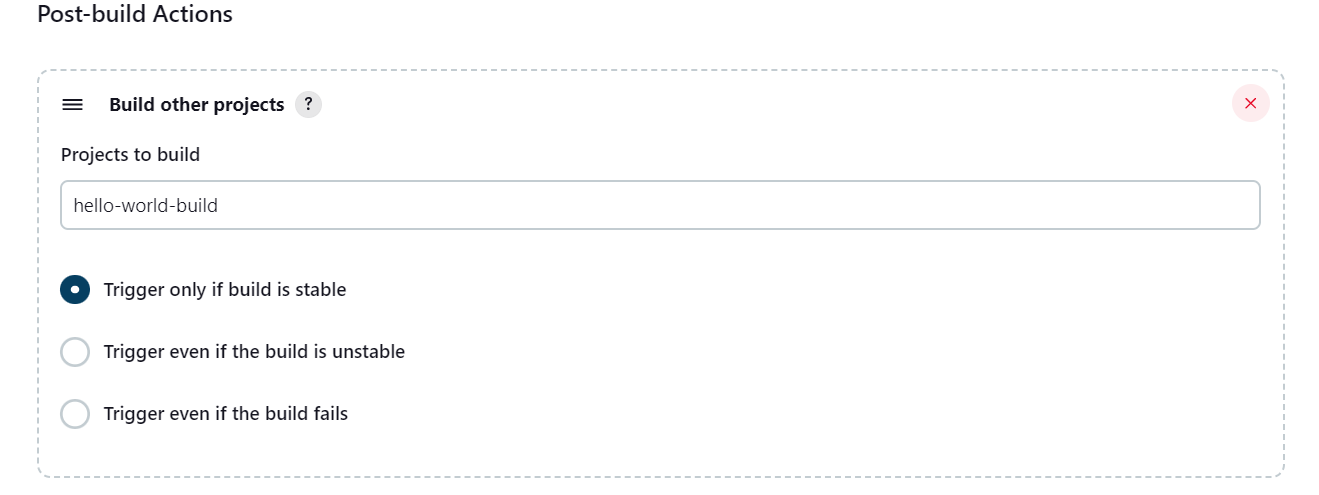 Post-build Actions
Build other projects ?
Projects to build
hello-world-build
Trigger only if build is stable
Trigger even if the build is unstable
Trigger even if the build fails